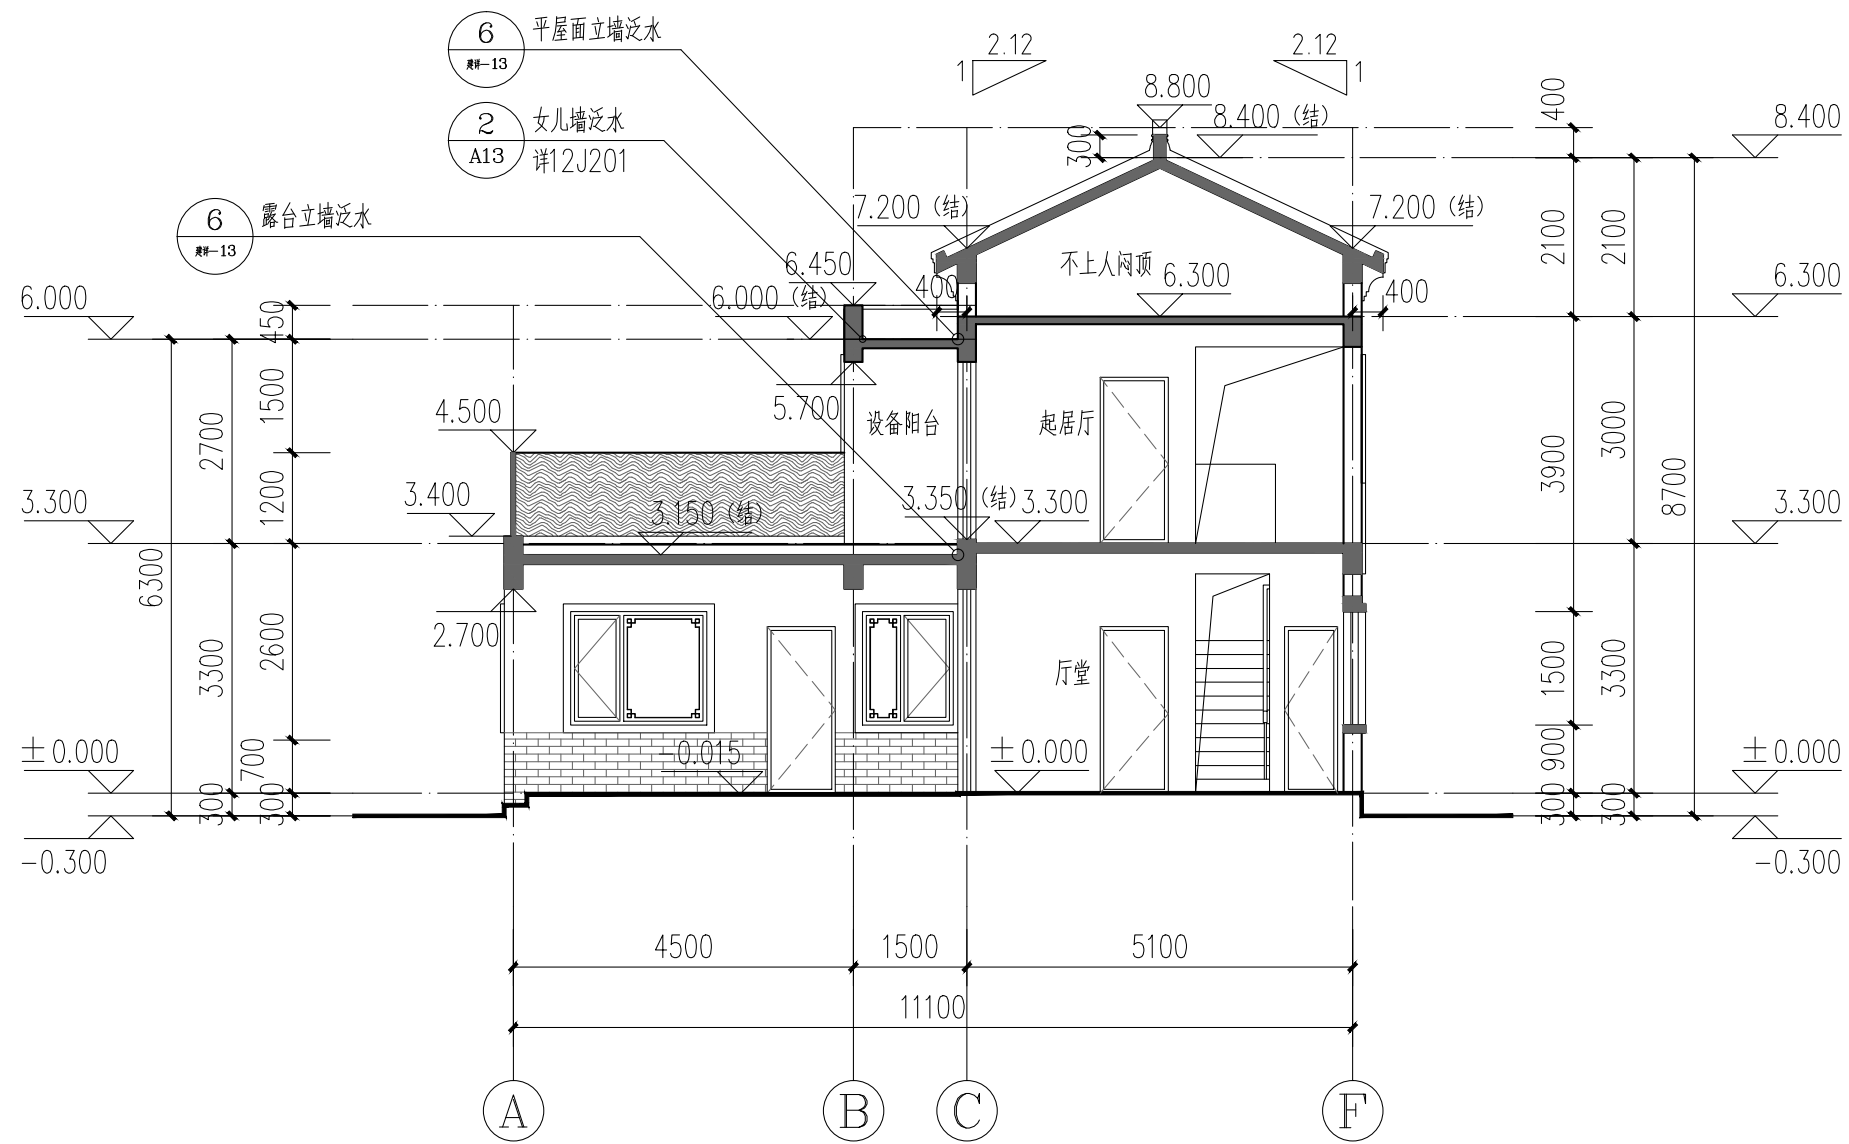 6 平屋面立墙泛水
建详-13
2 女儿墙泛水
A13 详12J201
6 露台立墙泛水
建详-13
2.12
1
2.12
1
8.800
8.400 (结)
300
400
8.400
7.200 (结)
7.200 (结)
2100
2100
不上人闷顶
6.450
6.300
6.300
400
400
6.000
6.000 (结)
450
5.700
1500
2700
4.500
设备阳台
起居厅
3900
3000
8700
3.300
3.400
1200
3.150 (结)
3.350 (结)
3.300
3.300
6300
2.700
3300
2600
厅堂
1500
3300
±0.000
700
-0.015
±0.000
900
±0.000
300
300
300
300
-0.300
-0.300
4500
1500
5100
11100
A
B
C
F